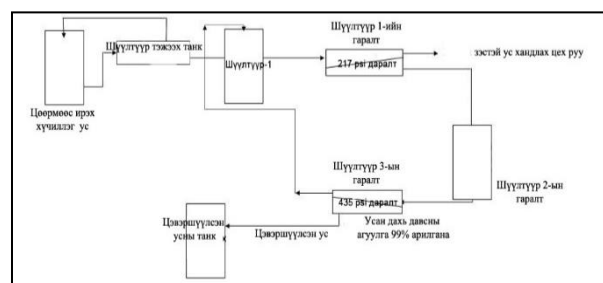 Шүүлтүүр тэжээх танк
Шүүлтүүр-1
Шүүлтүүр 1-ийн
гаралт
217 psi даралт
зэстэй ус хандлах цех руу
Цөөрмөөс ирэх
хүчиллэг ус
Шүүлтүүр 3-ын
гаралт
435 psi даралт
Шүүлтүүр 2-ын
гаралт
Усан дахь давсны
агуулга 99% арилгана
Цэвэршүүлсэн ус
Цэвэршүүлсэн
усны танк